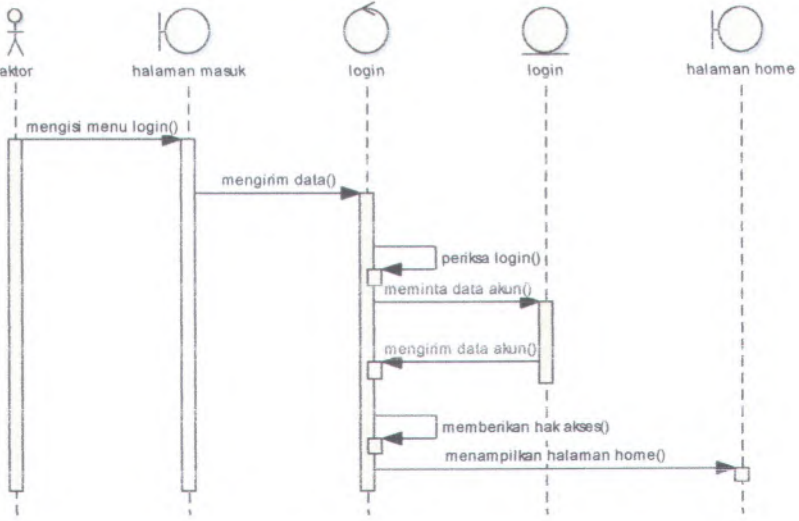 aktor
halaman masuk
login
login
halaman home
mengisi menu login()
mengirim data()
periksa login()
meminta data akun()
mengirim data akun()
memberikan hak akses()
menampilkan halaman home()